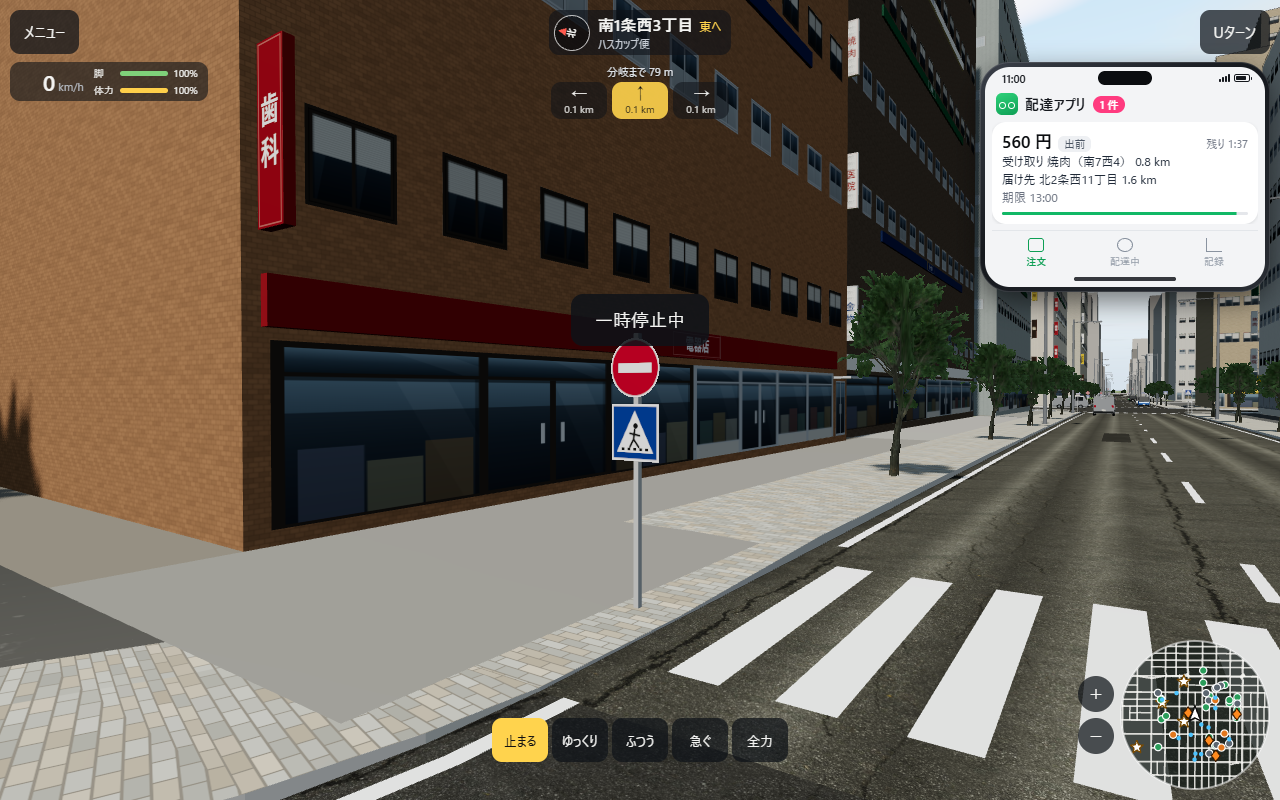 メニュー
0 km/h
脚 100%
体力 100%
南1条西3丁目 東へ
ハスカップ便
分岐まで 79 m
← 0.1 km
↑ 0.1 km
→ 0.1 km
Uターン
11:00
配達アプリ 1 件
560 円 出前 残り 1:37
受け取り 焼肉（南7西4） 0.8 km
届け先 北2条西11丁目 1.6 km
期限 13:00
注文
配達中
記録
歯科
焼肉
医院
一時停止中
止まる
ゆっくり
ふつう
急ぐ
全力
+
−